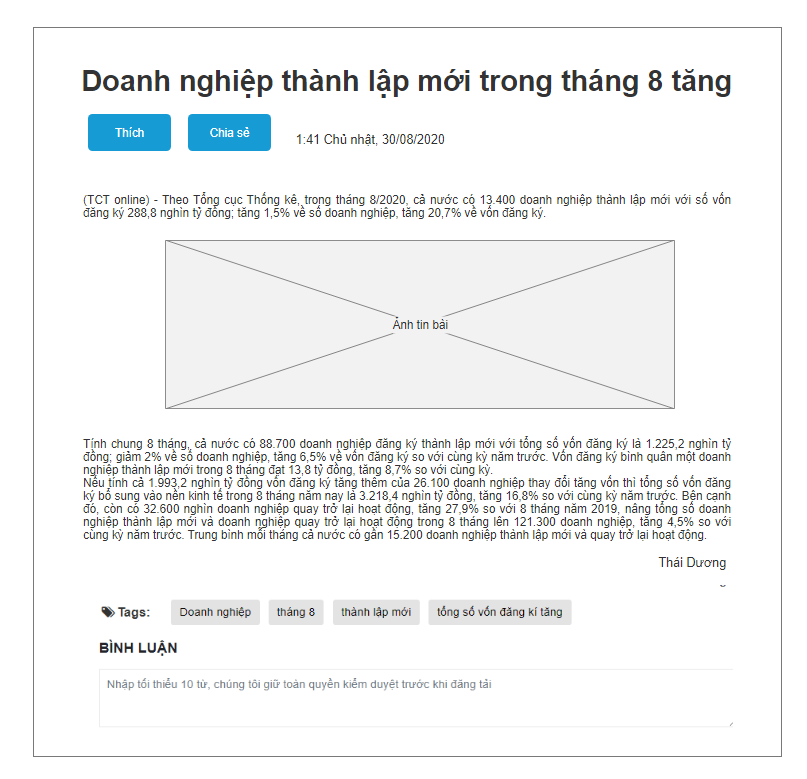 Doanh nghiệp thành lập mới trong tháng 8 tăng
Thích
Chia sẻ
1:41 Chủ nhật, 30/08/2020
(TCT online) - Theo Tổng cục Thống kê, trong tháng 8/2020, cả nước có 13.400 doanh nghiệp thành lập mới với số vốn
đăng ký 288,8 nghìn tỷ đồng; tăng 1,5% về số doanh nghiệp, tăng 20,7% về vốn đăng ký.
Ảnh tin bài
Tính chung 8 tháng, cả nước có 88.700 doanh nghiệp đăng ký thành lập mới với tổng số vốn đăng ký là 1.225,2 nghìn tỷ
đồng; giảm 2% về số doanh nghiệp, tăng 6,5% về vốn đăng ký so với cùng kỳ năm trước. Vốn đăng ký bình quân một doanh
nghiệp thành lập mới trong 8 tháng đạt 13,8 tỷ đồng, tăng 8,7% so với cùng kỳ.
Nếu tính cả 1.993,2 nghìn tỷ đồng vốn đăng ký tăng thêm của 26.100 doanh nghiệp thay đổi tăng vốn thì tổng số vốn đăng
ký bổ sung vào nền kinh tế trong 8 tháng năm nay là 3.218,4 nghìn tỷ đồng, tăng 16,8% so với cùng kỳ năm trước. Bên cạnh
đó, còn có 32.600 nghìn doanh nghiệp quay trở lại hoạt động, tăng 27,9% so với 8 tháng năm 2019, nâng tổng số doanh
nghiệp thành lập mới và doanh nghiệp quay trở lại hoạt động trong 8 tháng lên 121.300 doanh nghiệp, tăng 4,5% so với
cùng kỳ năm trước. Trung bình mỗi tháng cả nước có gần 15.200 doanh nghiệp thành lập mới và quay trở lại hoạt động.
Thái Dương
Tags: Doanh nghiệp tháng 8 thành lập mới tổng số vốn đăng kí tăng
BÌNH LUẬN
Nhập tối thiểu 10 từ, chúng tôi giữ toàn quyền kiểm duyệt trước khi đăng tải